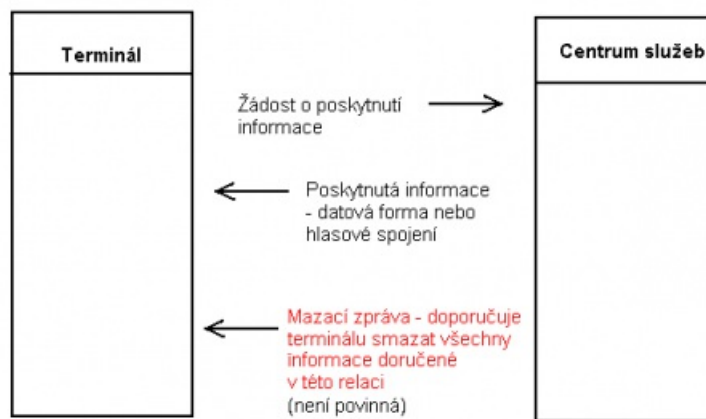 Terminál
Centrum služeb
Žádost o poskytnutí
informace
Poskytnutá informace
- datová forma nebo
hlasové spojení
Mazací zpráva - doporučuje
terminálu smazat všechny
informace doručené
v této relaci
(není povinná)